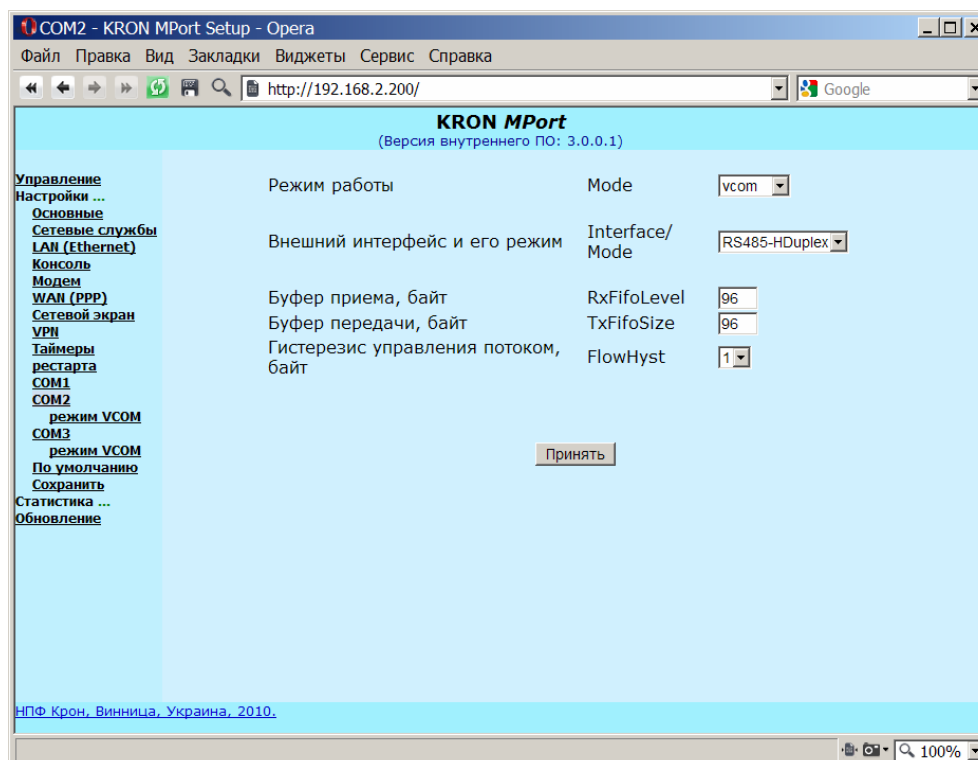 COM2 - KRON MPort Setup - Opera
Файл Правка Вид Закладки Виджеты Сервис Справка
http://192.168.2.200/
Google
KRON MPort
(Версия внутреннего ПО: 3.0.0.1)
Управление
Настройки ...
Основные
Сетевые службы
LAN (Ethernet)
Консоль
Модем
WAN (PPP)
Сетевой экран
VPN
Таймеры
рестарта
COM1
COM2
режим VCOM
COM3
режим VCOM
По умолчанию
Сохранить
Статистика ...
Обновление
Режим работы Mode vcom
Внешний интерфейс и его режим Interface/
Mode RS485-HDuplex
Буфер приема, байт RxFifoLevel 96
Буфер передачи, байт TxFifoSize 96
Гистерезис управления потоком,
байт FlowHyst 1
Принять
НПФ Крон, Винница, Украина, 2010.
100%